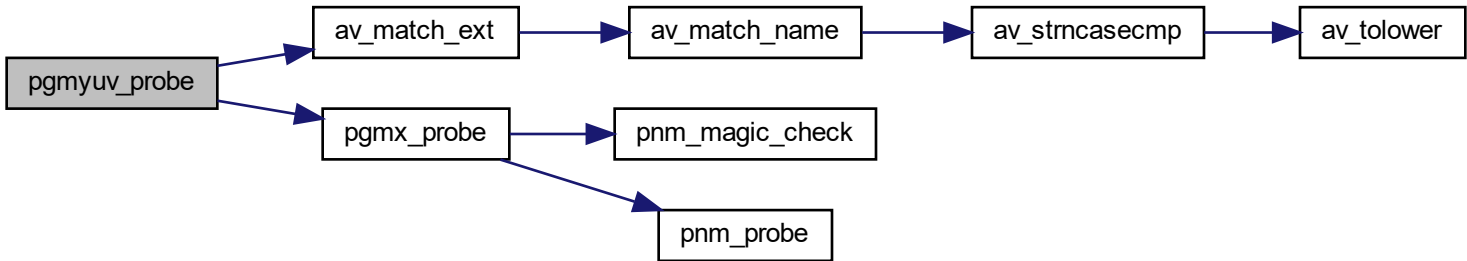 pgmyuv_probe
av_match_ext
av_match_name
av_strncasecmp
av_tolower
pgmx_probe
pnm_magic_check
pnm_probe